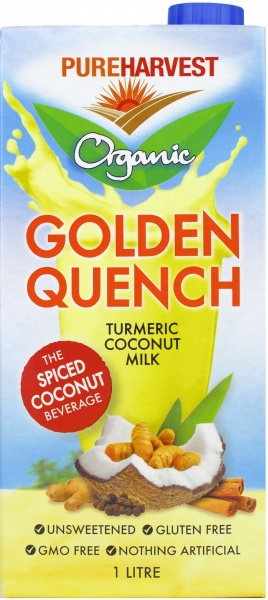 PUREHARVEST
Organic
GOLDEN
QUENCH
TURMERIC
COCONUT
MILK
THE
SPICED
COCONUT
BEVERAGE
UNSWEETENED GLUTEN FREE
GMO FREE NOTHING ARTIFICIAL
1 LITRE